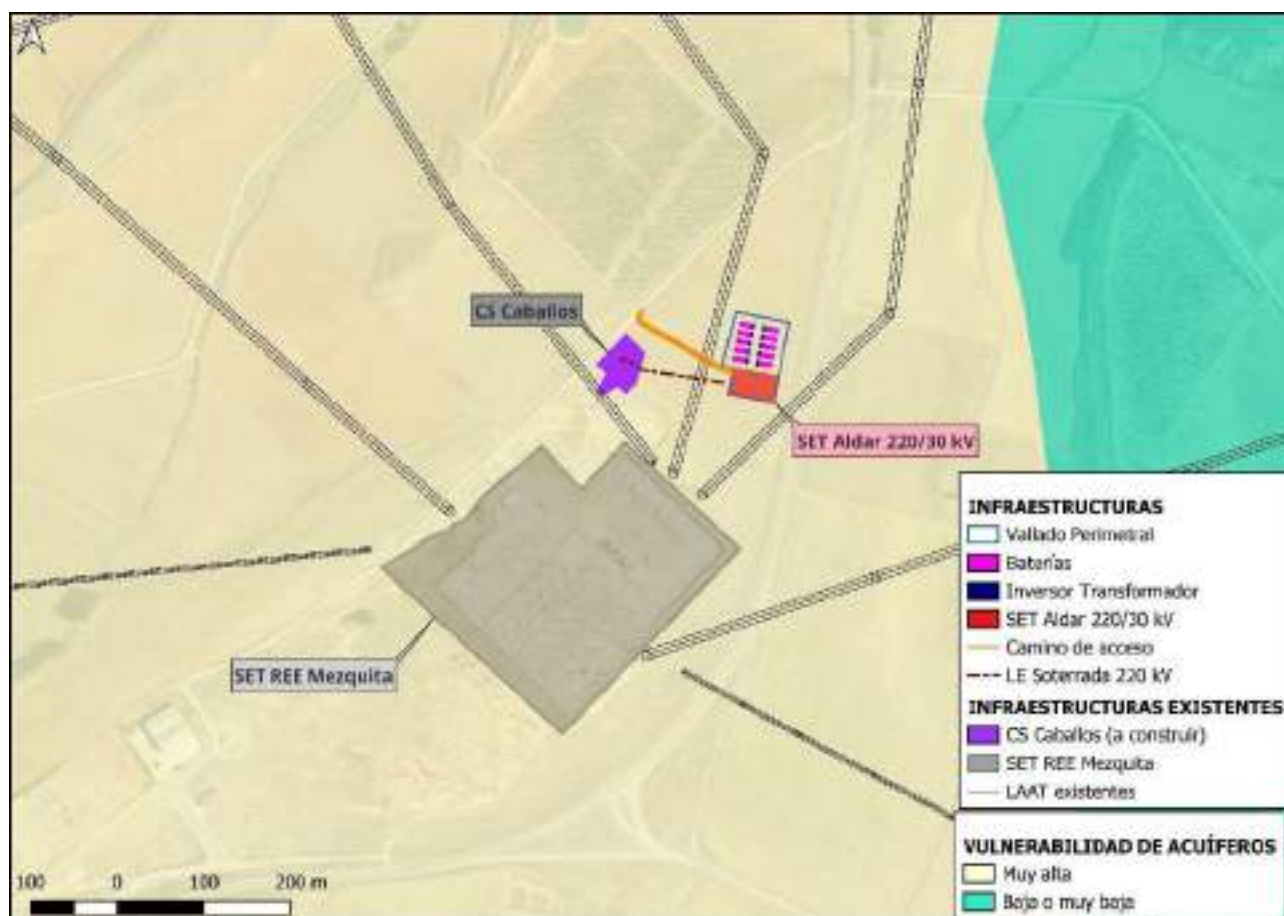 CS Caballos
SET Aldar 220/30 kV
SET REE Mezquita
INFRAESTRUCTURAS
Vallado Perimetral
Baterías
Inversor Transformador
SET Aldar 220/30 kV
Camino de acceso
LE Soterrada 220 kV
INFRAESTRUCTURAS EXISTENTES
CS Caballos (a construir)
SET REE Mezquita
LAAT existentes
VULNERABILIDAD DE ACUÍFEROS
Muy alta
Baja o muy baja
100 0 100 200 m